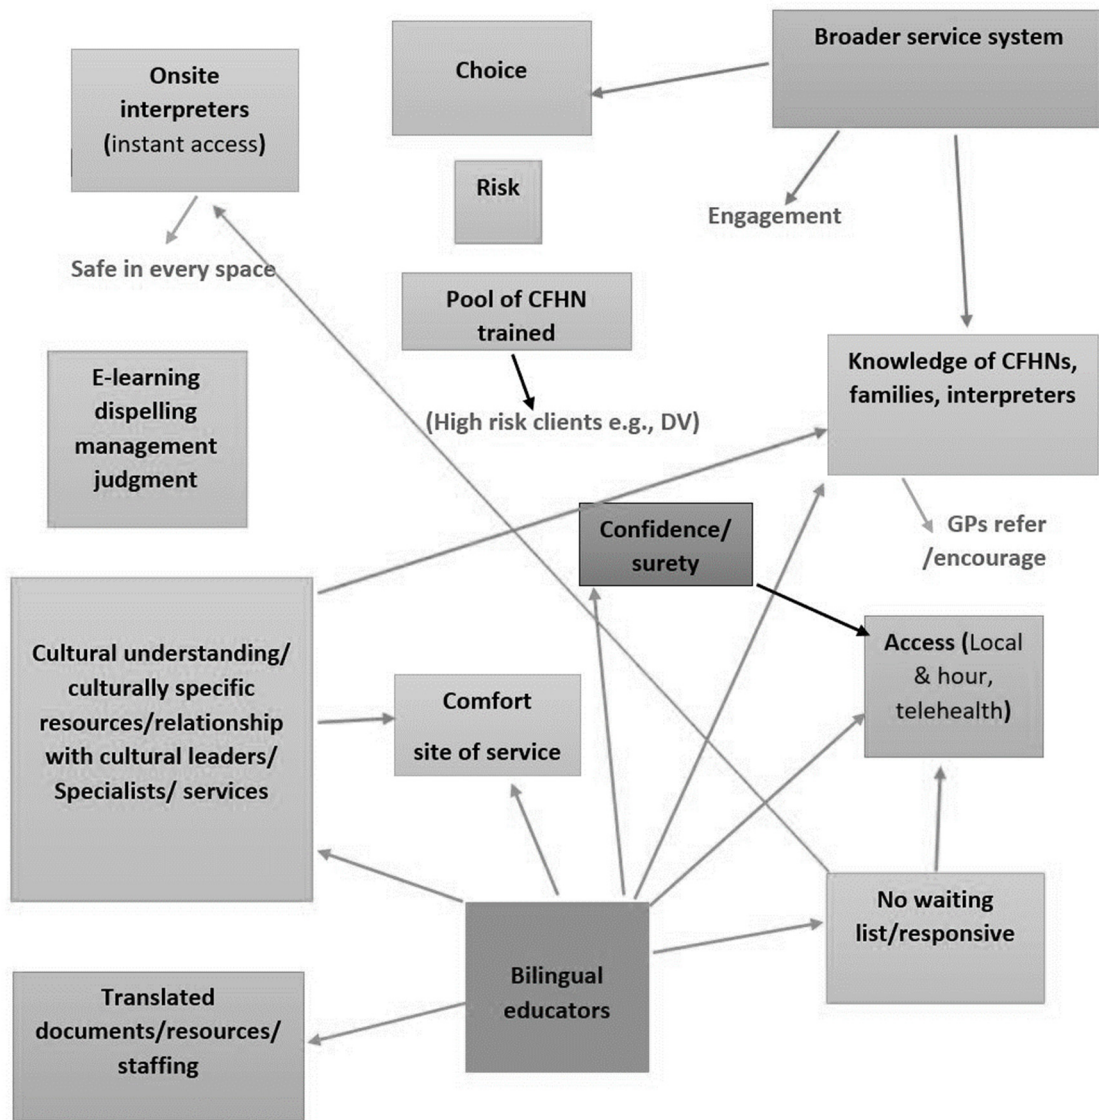 Onsite
interpreters
(instant access)
Choice
Broader service system
Risk
Engagement
Safe in every space
Pool of CFHN
trained
(High risk clients e.g., DV)
Knowledge of CFHNs,
families, interpreters
E-learning
dispelling
management
judgment
Confidence/
surety
GPs refer
/encourage
Cultural understanding/
culturally specific
resources/relationship
with cultural leaders/
Specialists/ services
Comfort
site of service
Access (Local
& hour,
telehealth)
No waiting
list/responsive
Bilingual
educators
Translated
documents/resources/
staffing